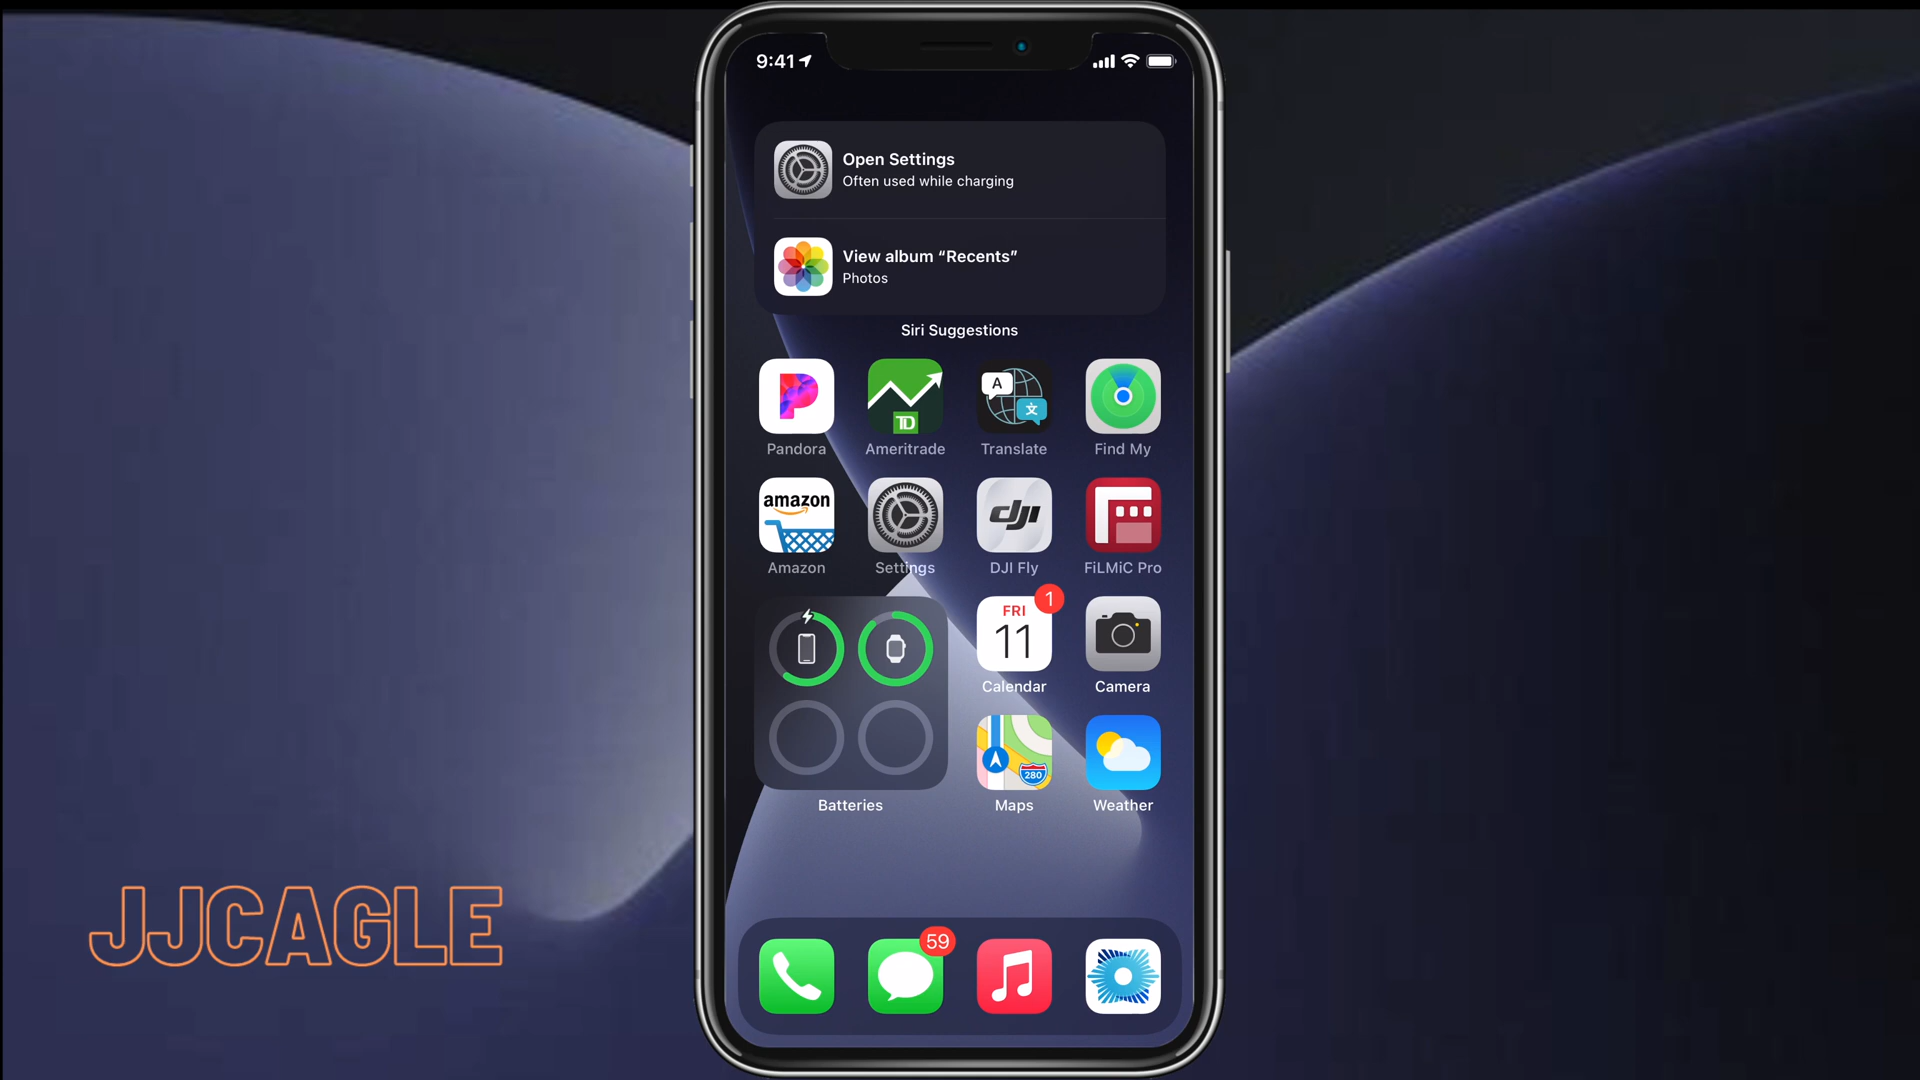 9:41
Open Settings
Often used while charging
View album “Recents”
Photos
Siri Suggestions
P
TD
A
文
Pandora
Ameritrade
Translate
Find My
amazon
dji
Amazon
Settings
DJI Fly
FiLMiC Pro
FRI
11
1
Calendar
Camera
280
Batteries
Maps
Weather
59
JJCAGLE